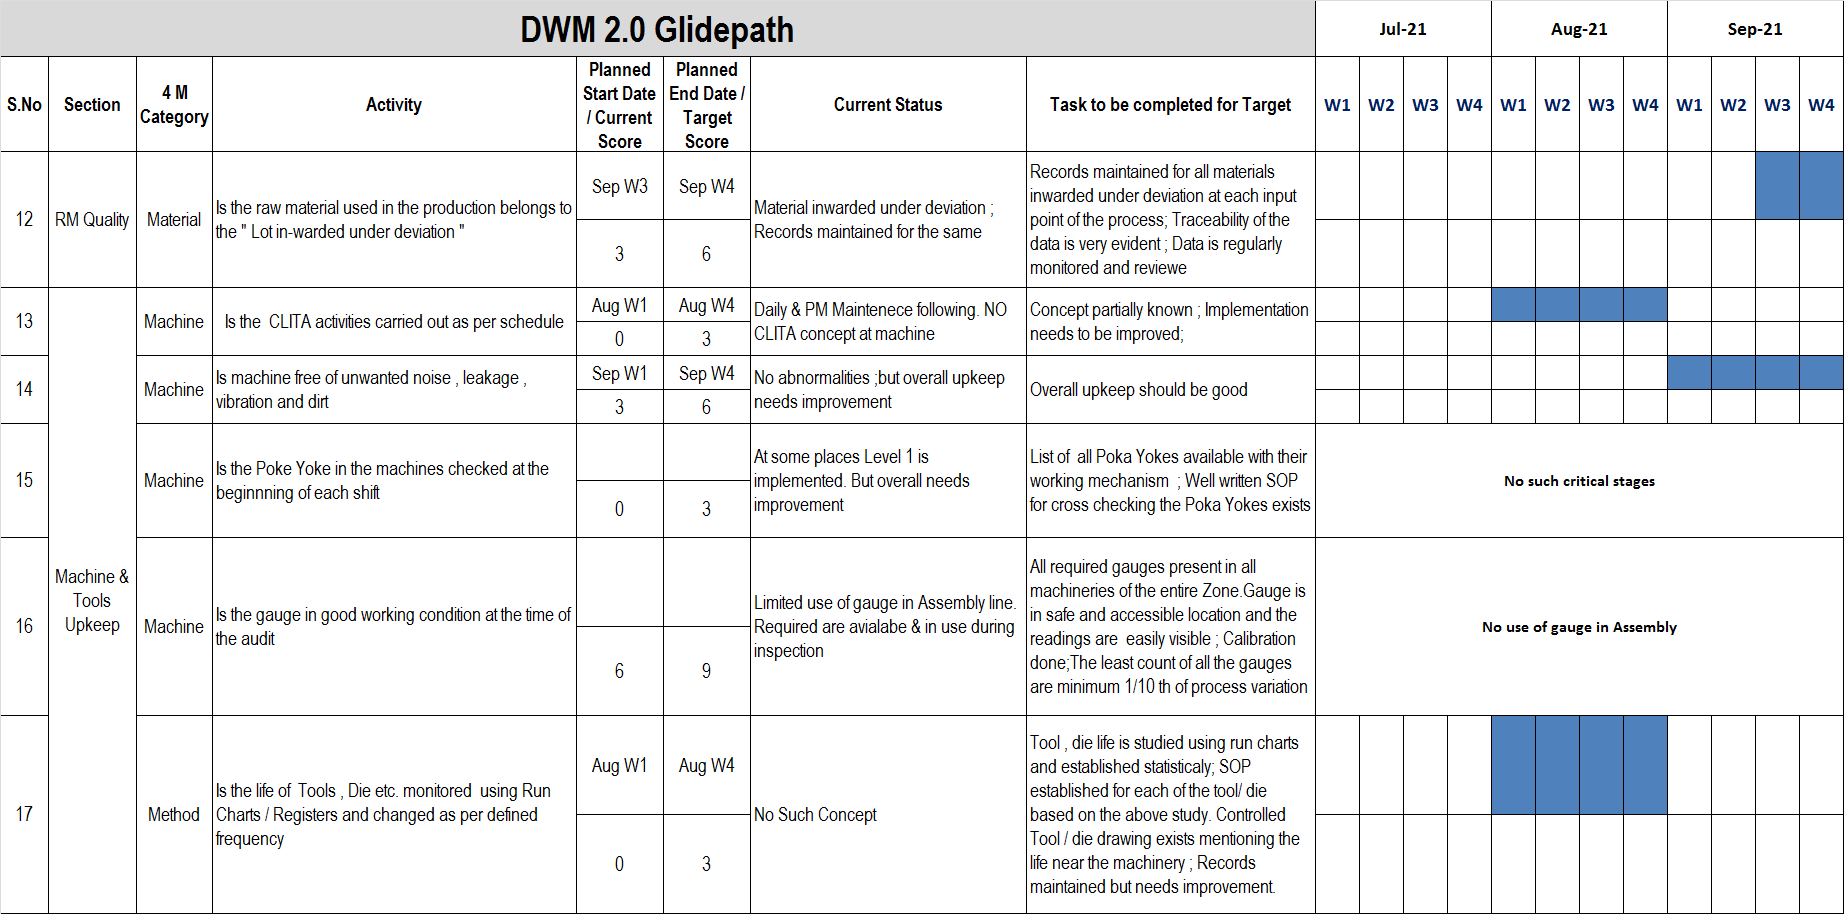 DWM 2.0 Glidepath
Jul-21
Aug-21
Sep-21
S.No
Section
4 M
Category
Activity
Planned
Start Date
/ Current
Score
Planned
End Date /
Target
Score
Current Status
Task to be completed for Target
W1
W2
W3
W4
W1
W2
W3
W4
W1
W2
W3
W4
12
RM Quality
Material
Is the raw material used in the production belongs to
the " Lot in-warded under deviation "
Sep W3
Sep W4
3
6
Material inwarded under deviation ;
Records maintained for the same
Records maintained for all materials
inwarded under deviation at each input
point of the process; Traceability of the
data is very evident ; Data is regularly
monitored and reviewe
Machine &
Tools
Upkeep
13
Machine
Is the  CLITA activities carried out as per schedule
Aug W1
Aug W4
0
3
Daily & PM Maintenece following. NO
CLITA concept at machine
Concept partially known ; Implementation
needs to be improved;
14
Machine
Is machine free of unwanted noise , leakage ,
vibration and dirt
Sep W1
Sep W4
3
6
No abnormalities ;but overall upkeep
needs improvement
Overall upkeep should be good
15
Machine
Is the Poke Yoke in the machines checked at the
beginnning of each shift
0
3
At some places Level 1 is
implemented. But overall needs
improvement
List of  all Poka Yokes available with their
working mechanism  ; Well written SOP
for cross checking the Poka Yokes exists
No such critical stages
16
Machine
Is the gauge in good working condition at the time of
the audit
6
9
Limited use of gauge in Assembly line.
Required are avialabe & in use during
inspection
All required gauges present in all
machineries of the entire Zone.Gauge is
in safe and accessible location and the
readings are  easily visible ; Calibration
done;The least count of all the gauges
are minimum 1/10 th of process variation
No use of gauge in Assembly
17
Method
Is the life of  Tools , Die etc. monitored  using Run
Charts / Registers and changed as per defined
frequency
Aug W1
Aug W4
0
3
No Such Concept
Tool , die life is studied using run charts
and established statisticaly; SOP
established for each of the tool/ die
based on the above study. Controlled
Tool / die drawing exists mentioning the
life near the machinery ; Records
maintained but needs improvement.